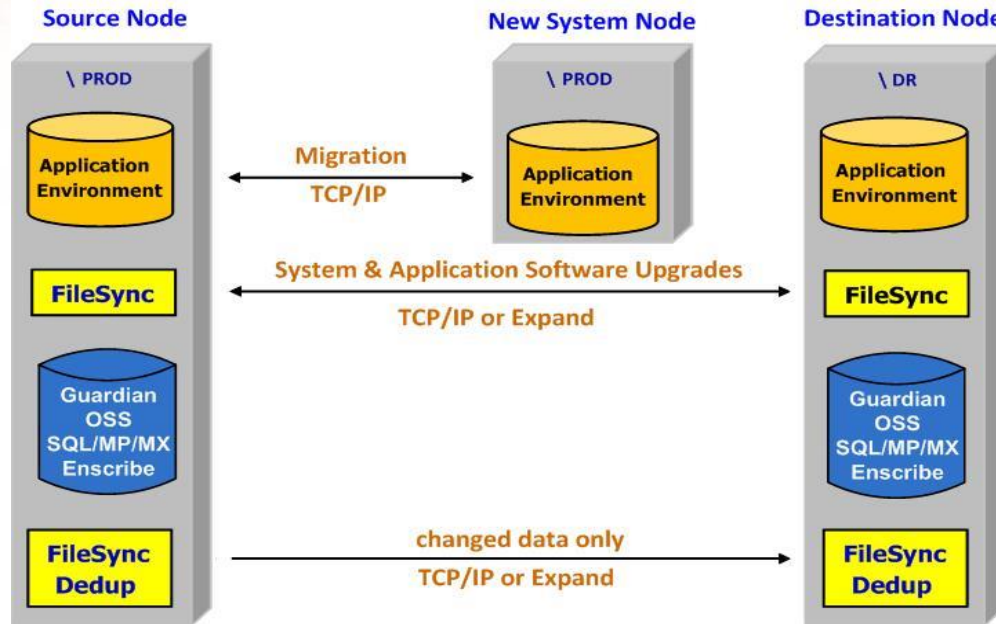 Source Node
New System Node
Destination Node
\ PROD
\ PROD
\ DR
Application
Environment
Migration
TCP/IP
Application
Environment
Application
Environment
FileSync
System & Application Software Upgrades
TCP/IP or Expand
FileSync
Guardian
OSS
SQL/MP/MX
Enscribe
Guardian
OSS
SQL/MP/MX
Enscribe
FileSync
Dedup
changed data only
TCP/IP or Expand
FileSync
Dedup